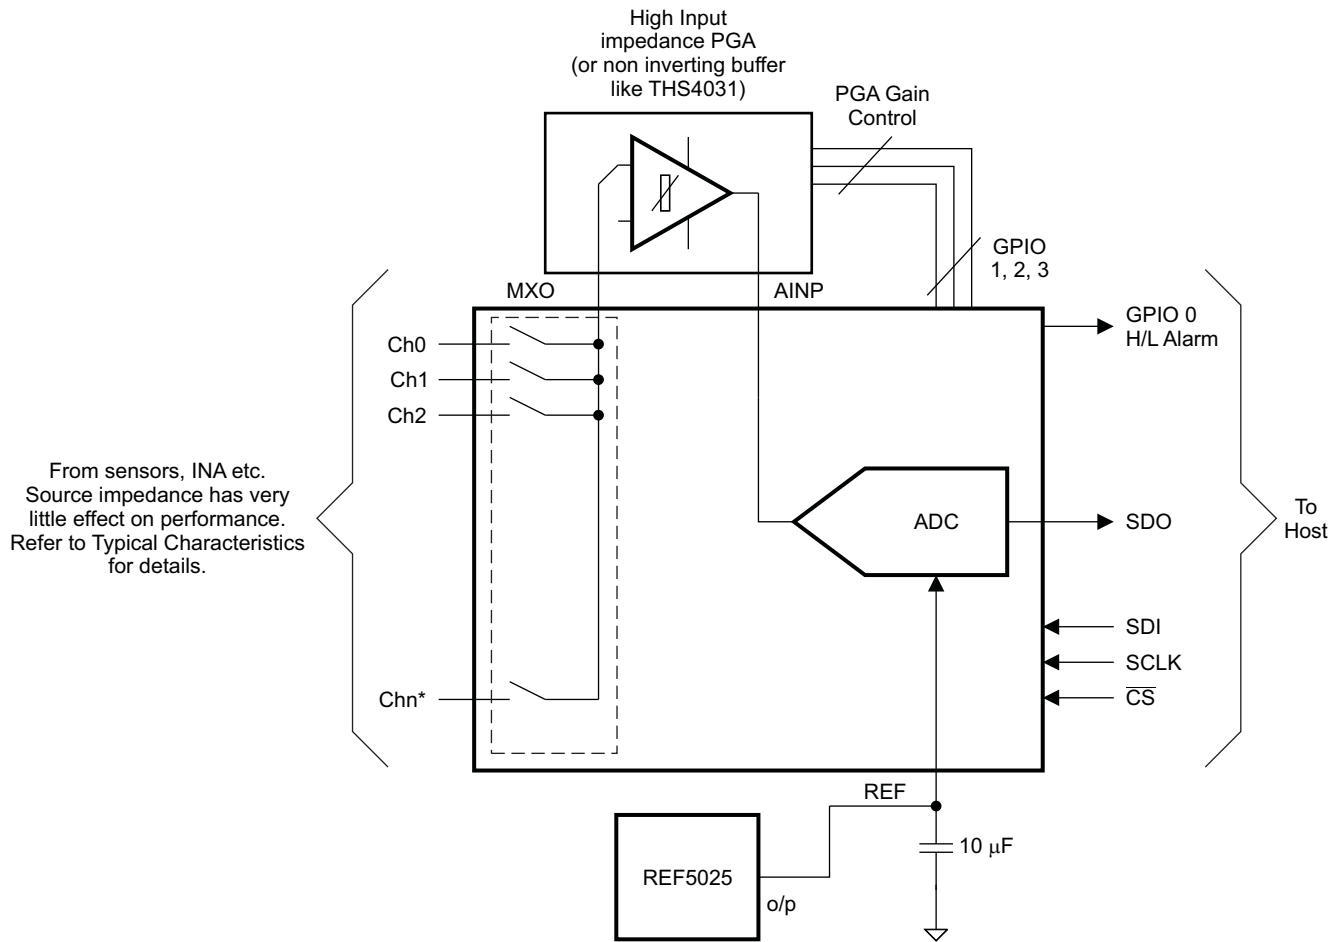 High Input
impedance PGA
(or non inverting buffer
like THS4031)
PGA Gain
Control
GPIO
1, 2, 3
MXO
AINP
GPIO 0
H/L Alarm
Ch0
Ch1
Ch2
From sensors, INA etc.
Source impedance has very
little effect on performance.
Refer to Typical Characteristics
for details.
ADC
SDO
To
Host
SDI
SCLK
Chn*
CS
REF
10 μF
REF5025
o/p